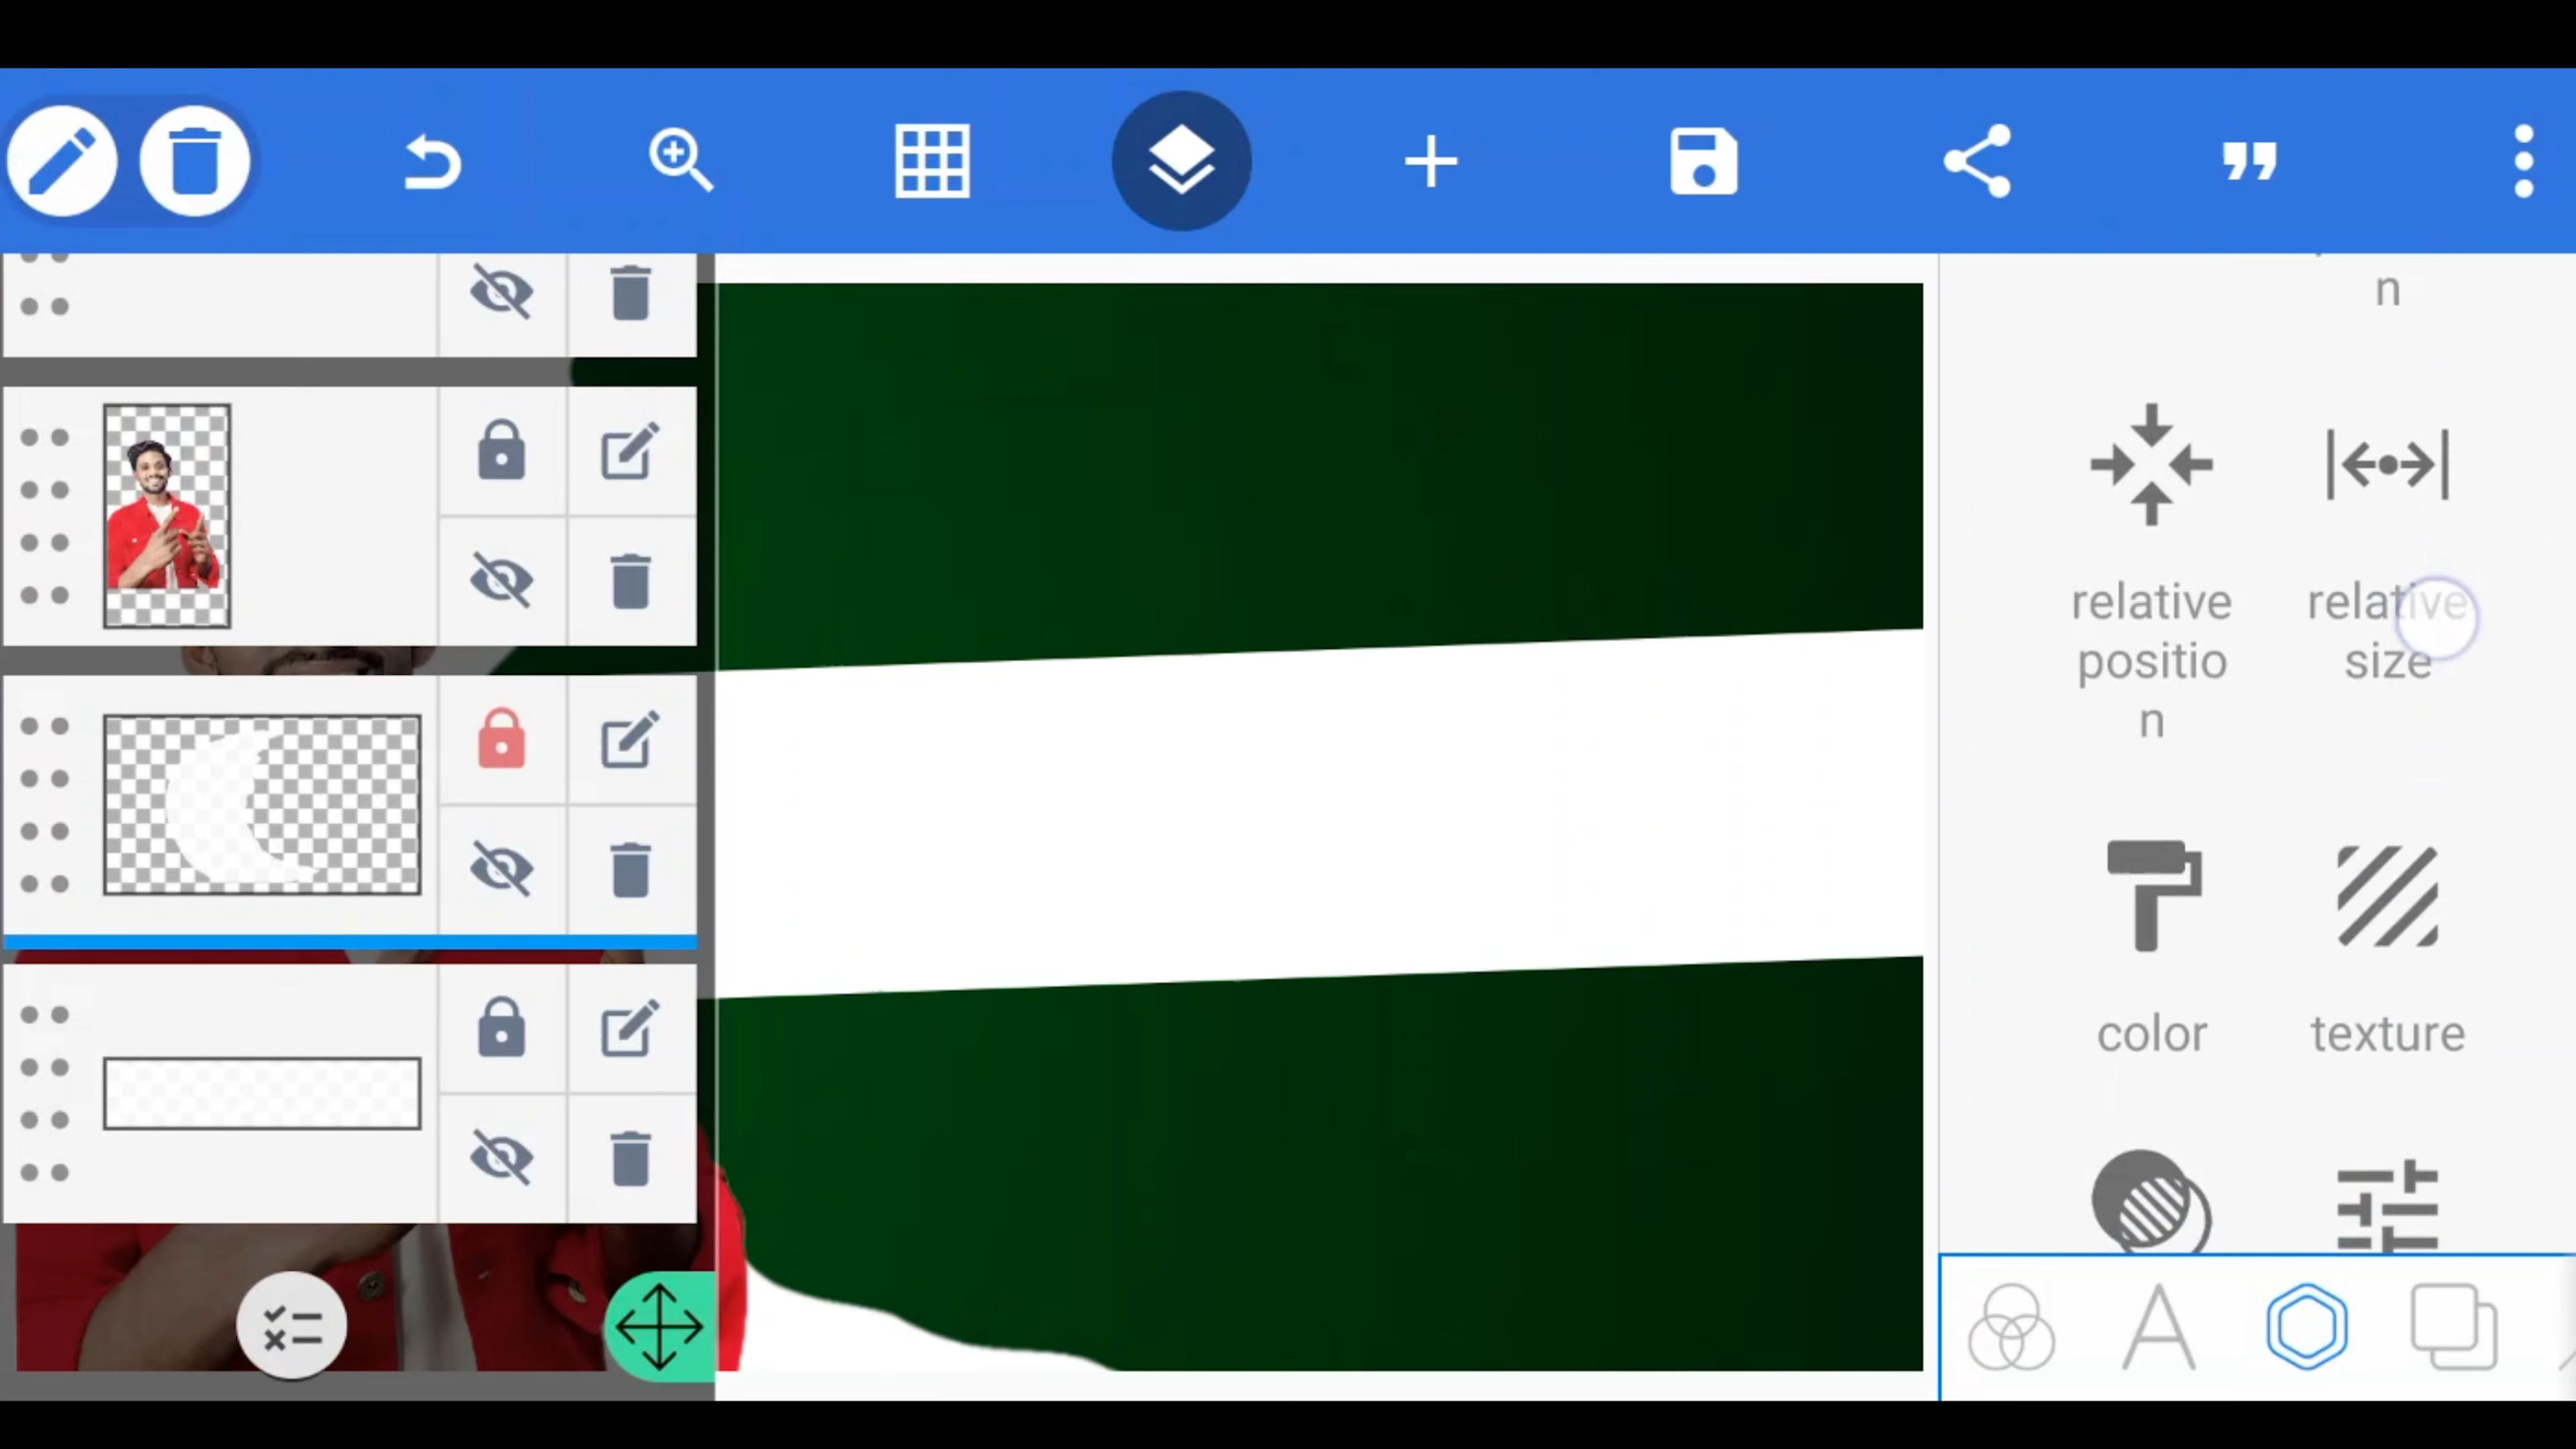 n
relative
positio
n
relative
size
color
texture